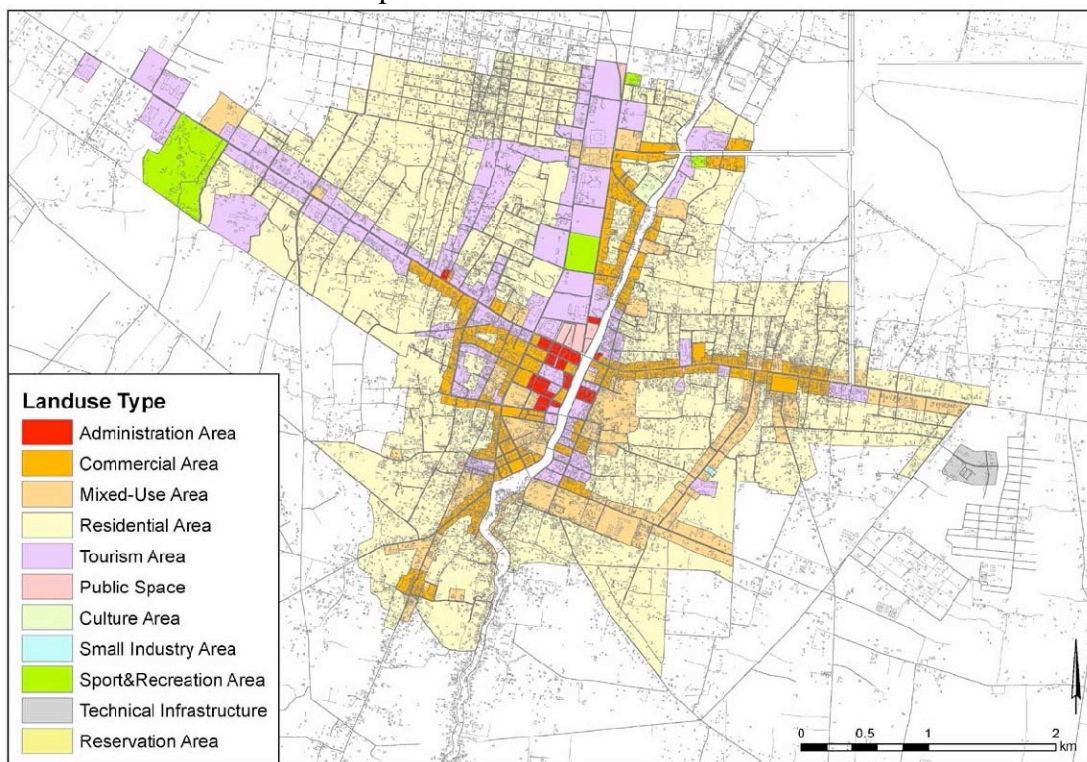 Landuse Type
Administration Area
Commercial Area
Mixed-Use Area
Residential Area
Tourism Area
Public Space
Culture Area
Small Industry Area
Sport&Recreation Area
Technical Infrastructure
Reservation Area
0 0.5 1 2
km